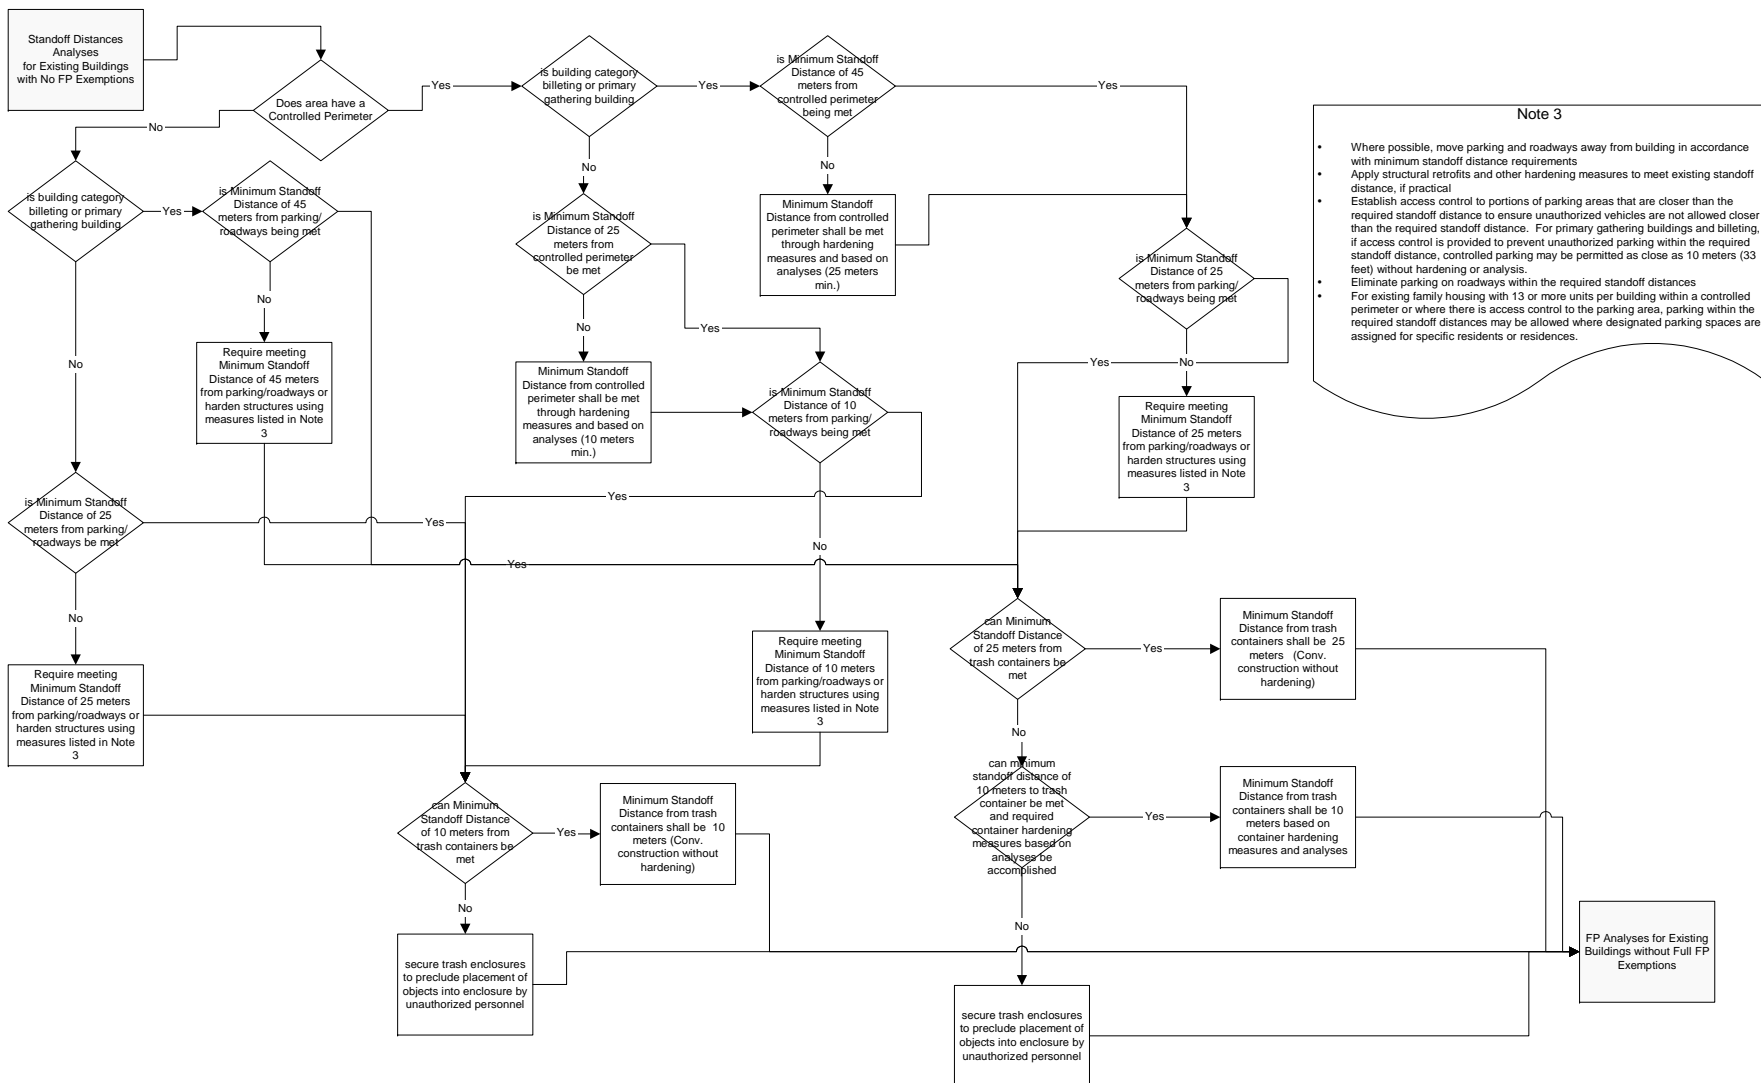 Standoff Distances
Analyses
for Existing Buildings
with No FP Exemptions
Does area have a
Controlled Perimeter
Yes
No
is building category
billeting or primary
gathering building
Yes
No
is Minimum Standoff
Distance of 45
meters from
controlled perimeter
being met
Yes
No
Note 3
• Where possible, move parking and roadways away from building in accordance
with minimum standoff distance requirements
• Apply structural retrofits and other hardening measures to meet existing standoff
distance, if practical
• Establish access control to portions of parking areas that are closer than the
required standoff distance to ensure unauthorized vehicles are not allowed closer
than the required standoff distance. For primary gathering buildings and billeting,
if access control is provided to prevent unauthorized parking within the required
standoff distance, controlled parking may be permitted as close as 10 meters (33
feet) without hardening or analysis.
• Eliminate parking on roadways within the required standoff distances
• For existing family housing with 13 or more units per building within a controlled
perimeter or where there is access control to the parking area, parking within the
required standoff distances may be allowed where designated parking spaces are
assigned for specific residents or residences.
is building category
billeting or primary
gathering building
Yes
No
is Minimum Standoff
Distance of 45
meters from parking/
roadways being met
No
Yes
is Minimum Standoff
Distance of 25
meters from
controlled perimeter
be met
No
Yes
Minimum Standoff
Distance from controlled
perimeter shall be met
through hardening
measures and based on
analyses (25 meters
min.)
is Minimum Standoff
Distance of 25
meters from parking/
roadways being met
Yes
No
Require meeting
Minimum Standoff
Distance of 45 meters
from parking/roadways or
harden structures using
measures listed in Note
3
Minimum Standoff
Distance from controlled
perimeter shall be met
through hardening
measures and based on
analyses (10 meters
min.)
is Minimum Standoff
Distance of 10
meters from parking/
roadways being met
Yes
No
Require meeting
Minimum Standoff
Distance of 25 meters
from parking/roadways or
harden structures using
measures listed in Note
3
is Minimum Standoff
Distance of 25
meters from parking/
roadways be met
Yes
No
Require meeting
Minimum Standoff
Distance of 25 meters
from parking/roadways or
harden structures using
measures listed in Note
3
Require meeting
Minimum Standoff
Distance of 10 meters
from parking/roadways or
harden structures using
measures listed in Note
3
can Minimum
Standoff Distance
of 25 meters from
trash containers be
met
Yes
No
Minimum Standoff
Distance from trash
containers shall be 25
meters (Conv.
construction without
hardening)
can Minimum
Standoff Distance
of 10 meters from
trash containers be
met
Yes
No
Minimum Standoff
Distance from trash
containers shall be 10
meters (Conv.
construction without
hardening)
can minimum
standoff distance of
10 meters to trash
container be met
and required
container hardening
measures based on
analyses be
accomplished
Yes
No
Minimum Standoff
Distance from trash
containers shall be 10
meters based on
container hardening
measures and analyses
secure trash enclosures
to preclude placement of
objects into enclosure by
unauthorized personnel
secure trash enclosures
to preclude placement of
objects into enclosure by
unauthorized personnel
FP Analyses for Existing
Buildings without Full FP
Exemptions